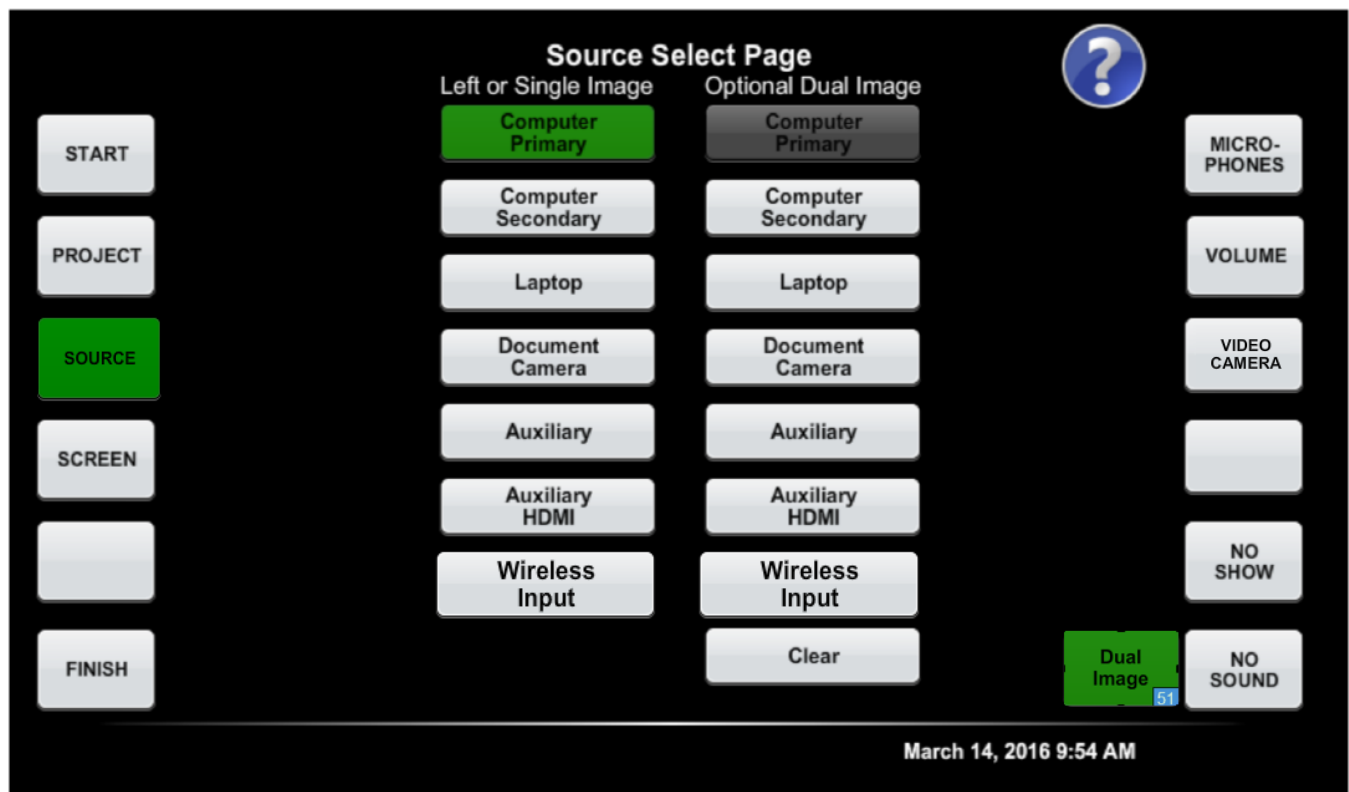 Source Select Page
Left or Single Image
Optional Dual Image
?
START
PROJECT
SOURCE
SCREEN
FINISH
Computer
Primary
Computer
Secondary
Laptop
Document
Camera
Auxiliary
Auxiliary
HDMI
Wireless
Input
Computer
Primary
Computer
Secondary
Laptop
Document
Camera
Auxiliary
Auxiliary
HDMI
Wireless
Input
Clear
MICRO-
PHONES
VOLUME
VIDEO
CAMERA
NO
SHOW
Dual
Image
51
NO
SOUND
March 14, 2016 9:54 AM